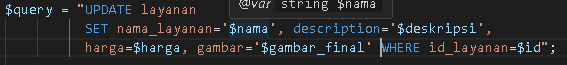 @var string $nama
$query = "UPDATE layanan
SET nama_layanan='$nama', description='$deskripsi',
harga=$harga, gambar='$gambar_final' WHERE id_layanan=$id";